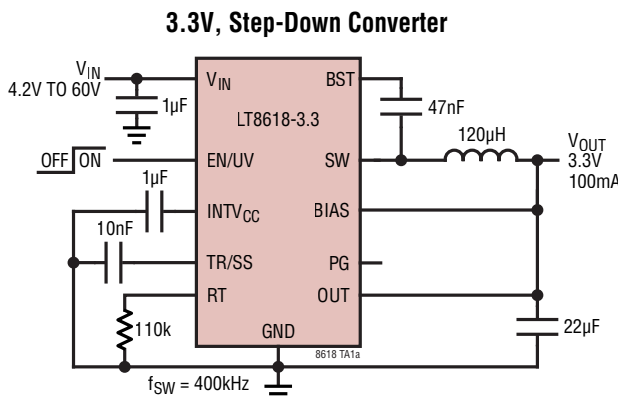 3.3V, Step-Down Converter
VIN
4.2V TO 60V
1µF
OFF ON
1µF
10nF
110k
fSW = 400kHz
VIN
EN/UV
INTVCC
TR/SS
RT
GND
LT8618-3.3
BST
SW
BIAS
PG
OUT
8618 TA1a
47nF
120µH
VOUT
3.3V
100mA
22µF